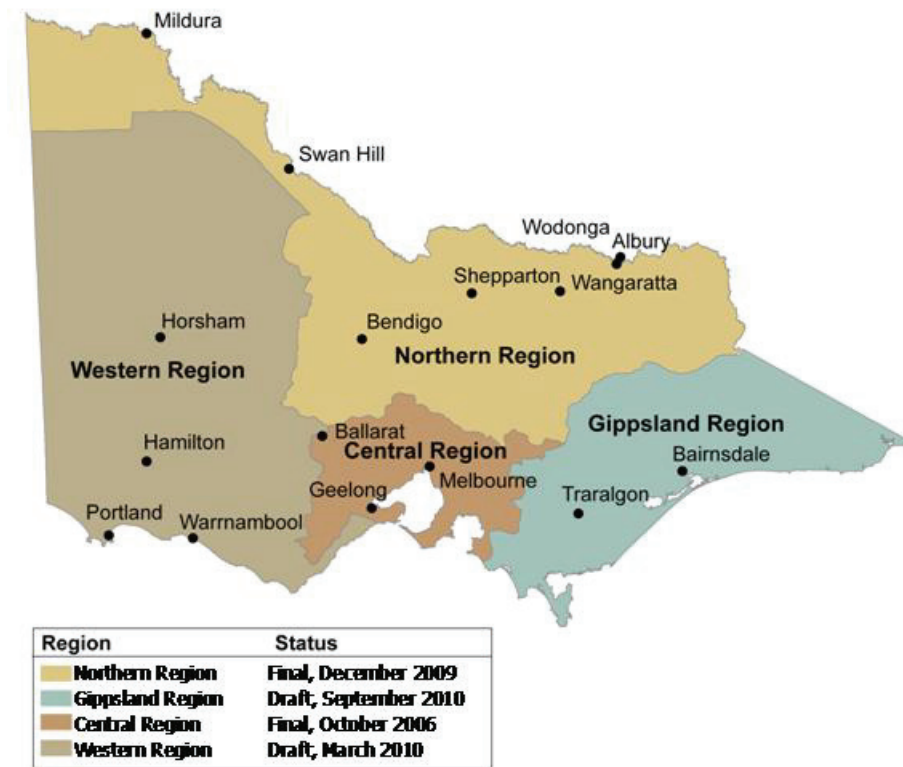 Mildura
Swan Hill
Wodonga
Albury
Shepparton
Wangaratta
Horsham
Bendigo
Northern Region
Western Region
Ballarat
Gippsland Region
Hamilton
Central Region
Bairnsdale
Melbourne
Geelong
Traralgon
Portland
Warrnambool
Region Status
Northern Region Final, December 2009
Gippsland Region Draft, September 2010
Central Region Final, October 2006
Western Region Draft, March 2010